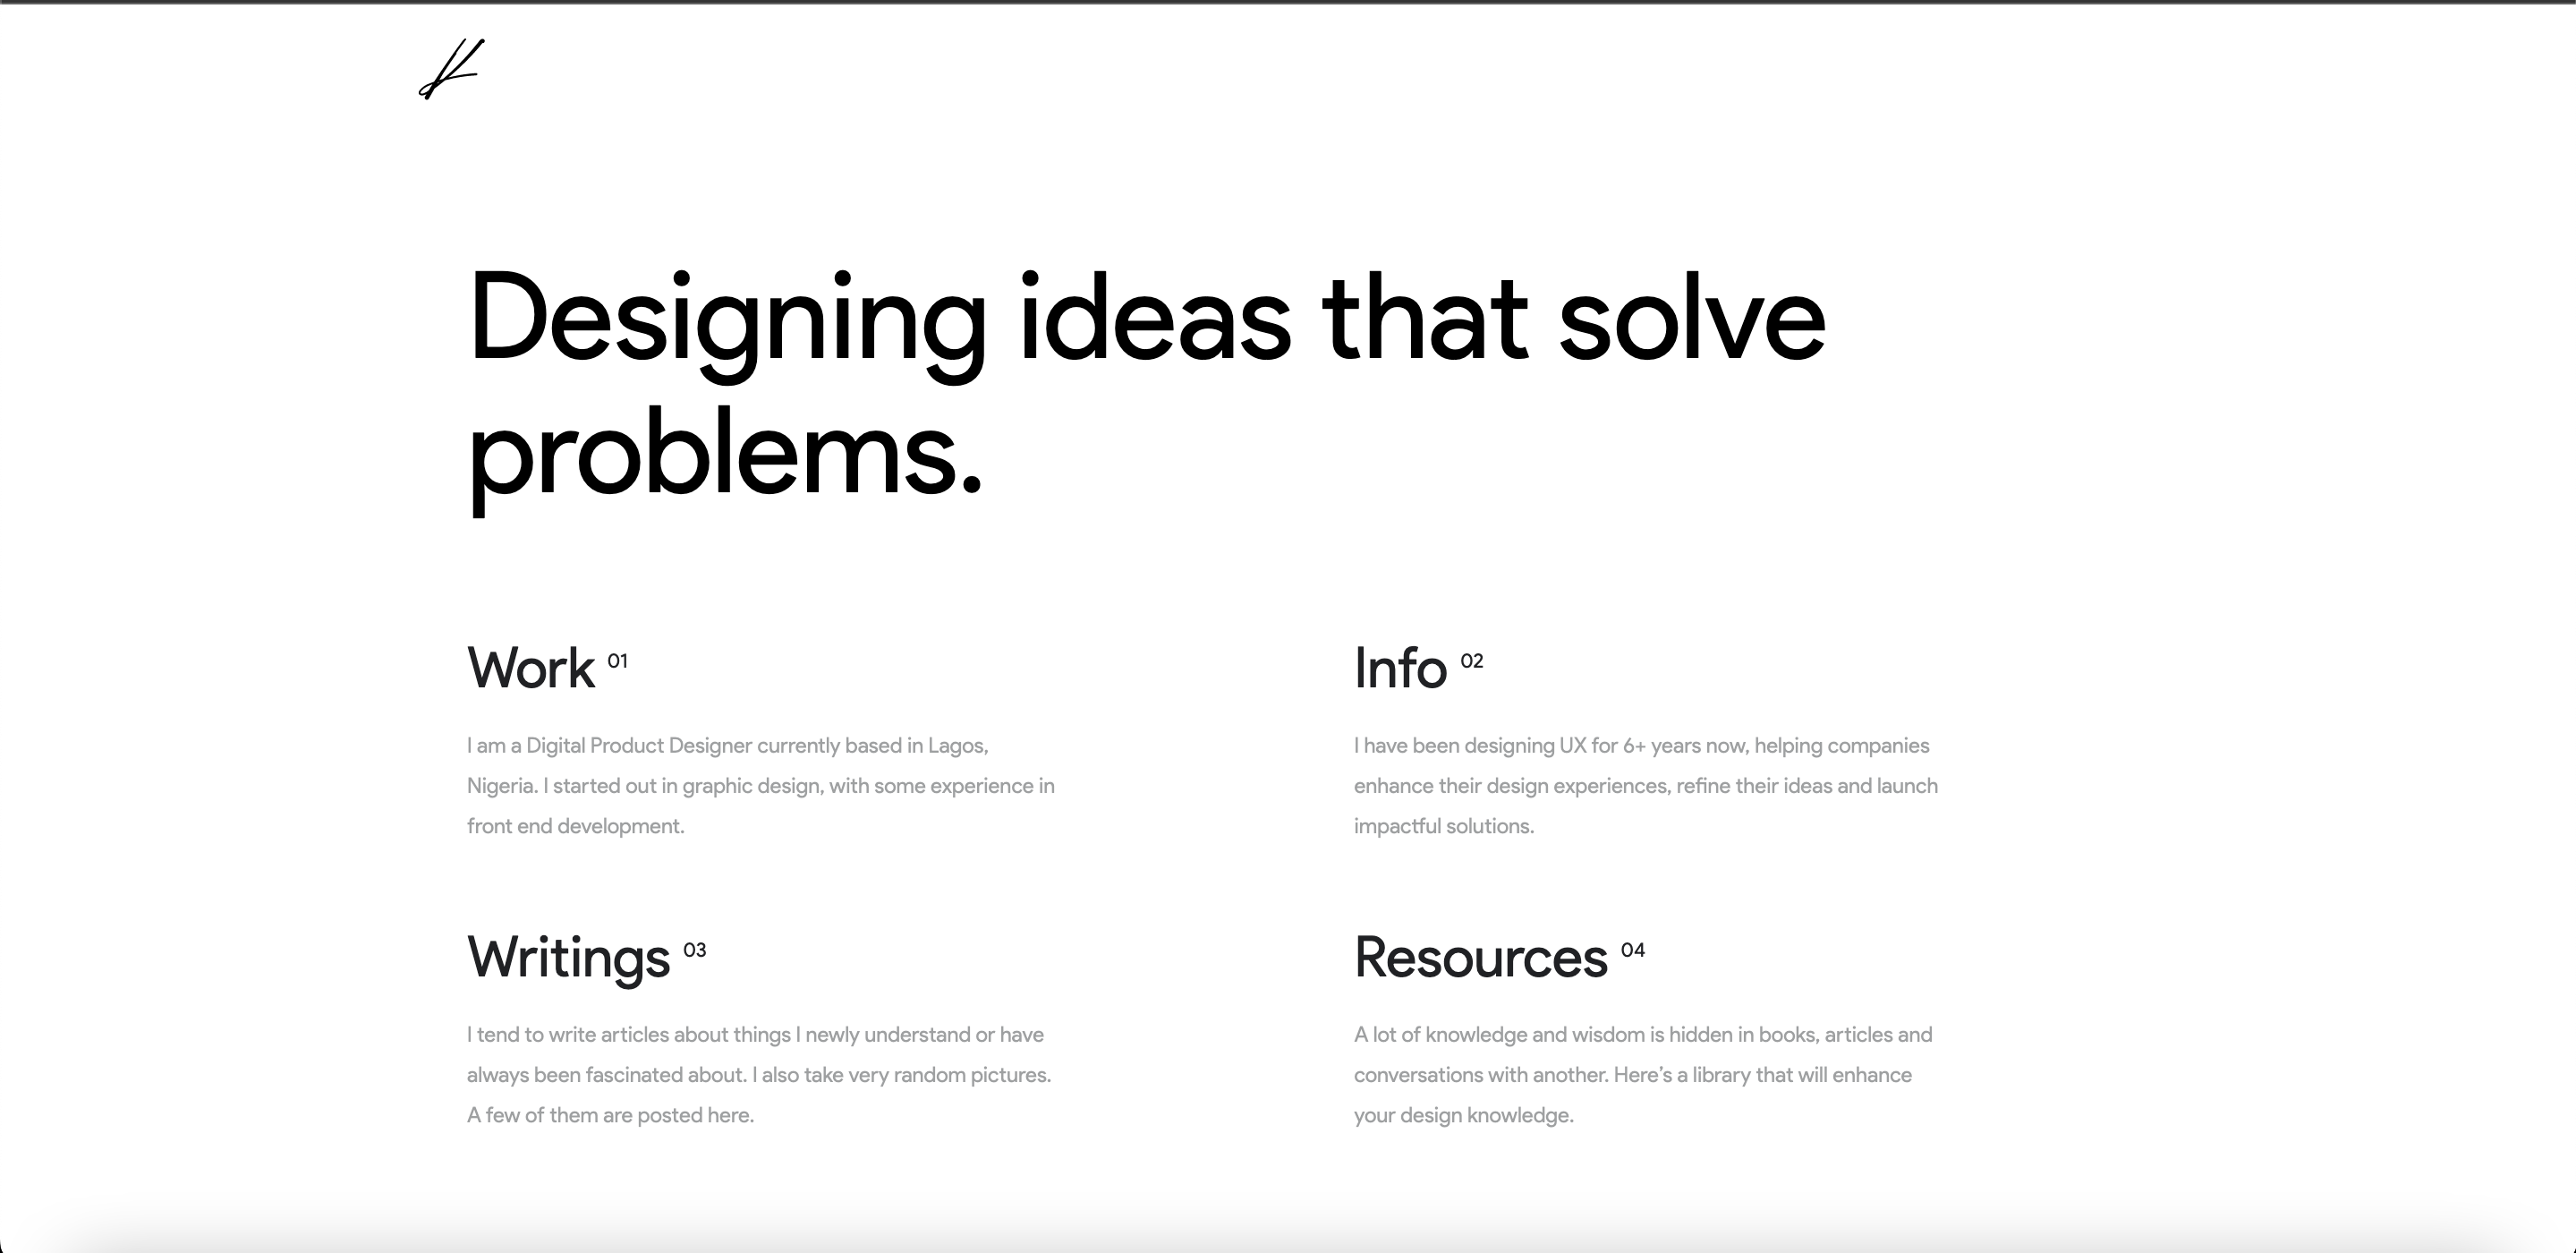 Designing ideas that solve
problems.
Work 01
I am a Digital Product Designer currently based in Lagos,
Nigeria. I started out in graphic design, with some experience in
front end development.
Info 02
I have been designing UX for 6+ years now, helping companies
enhance their design experiences, refine their ideas and launch
impactful solutions.
Writings 03
I tend to write articles about things I newly understand or have
always been fascinated about. I also take very random pictures.
A few of them are posted here.
Resources 04
A lot of knowledge and wisdom is hidden in books, articles and
conversations with another. Here’s a library that will enhance
your design knowledge.